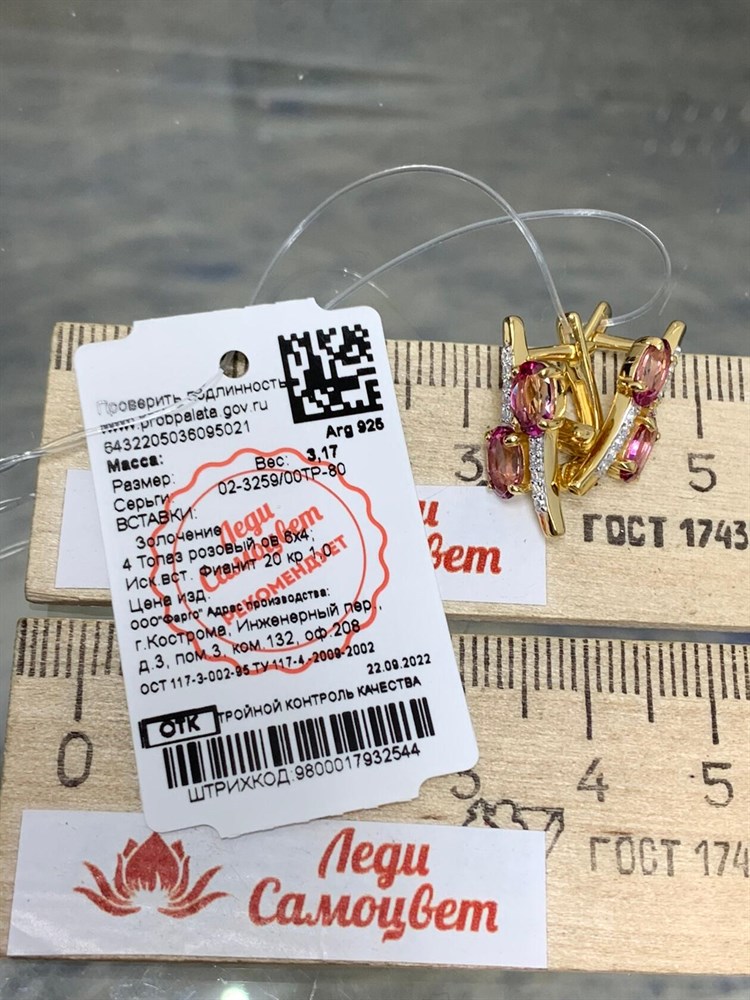 Проверить подлинность
www.probpalata.gov.ru
6432205036095021
Arg 925
Масса:
Вес: 3,17
Размер:
Серьги 02-3259/00ТР-80
ВСТАВКИ:
Золочение
4 Топаз розовый ов 6х4;
Иск.вст. Фианит 20 кр 1,0
Цена изд.
ООО"Фарго" Адрес производства:
г.Кострома, Инженерный пер.,
д.3, пом.3, ком.132, оф.208
ОСТ 117-3-002-95 ТУ 117-4.-2009-2002
22.09.2022
ОТК ТРОЙНОЙ КОНТРОЛЬ КАЧЕСТВА
ШТРИХКОД:9800017932544
Леди
Самоцвет
РЕКОМЕНДУЕТ
3 5
ГОСТ 1743
и
вет
0 3 4 5
ГОСТ 174
Леди
Самоцвет